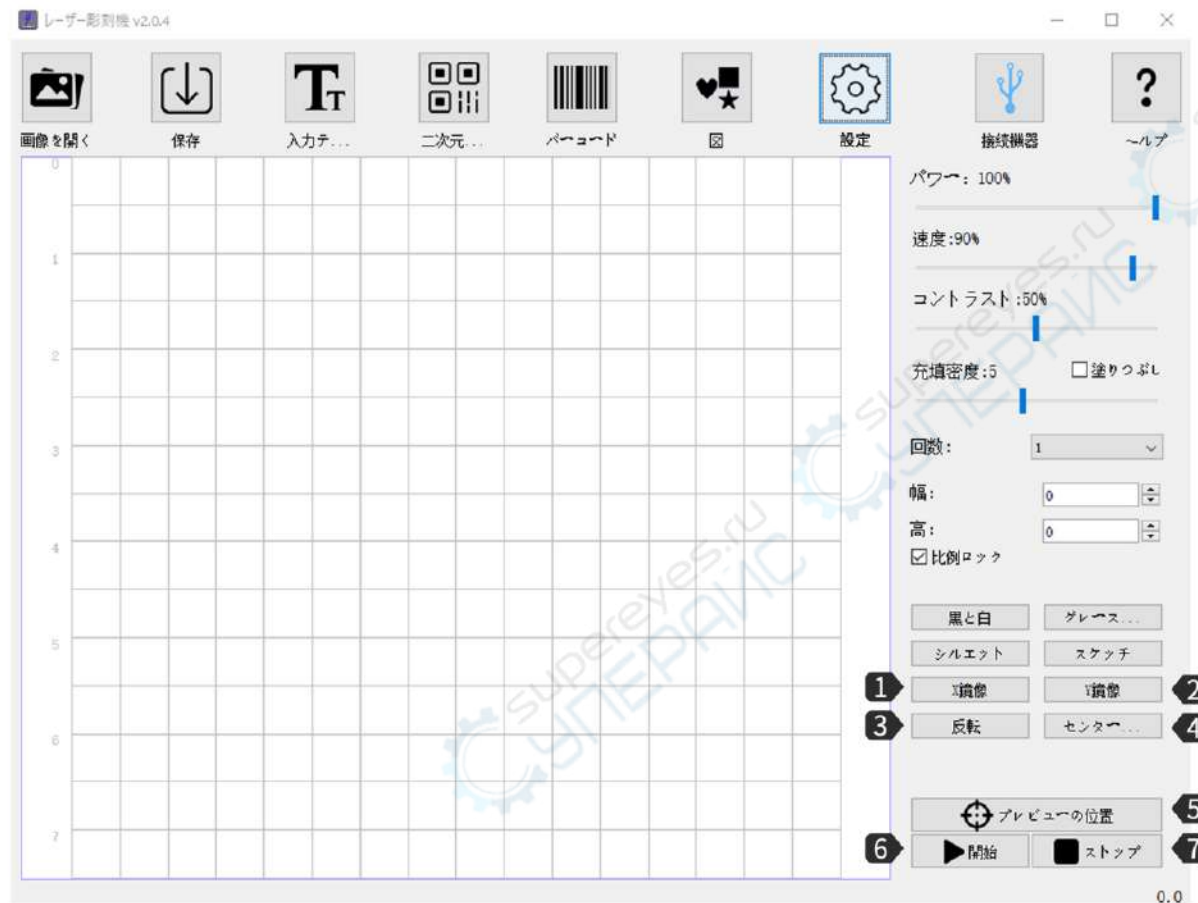 レーザー彫刻機 v2.0.4
画像を開く 保存 入力テ... 二次元... バーコード 図 設定 接続機器 ヘルプ
0
1
2
3
4
5
6
7
パワー: 100%
速度:90%
コントラスト:50%
充填密度:5 塗りつぶし
回数: 1
幅: 0
高: 0
比例ロック
黒と白 グレース...
シルエット スケッチ
1 X鏡像 Y鏡像 2
3 反転 センター... 4
プレビューの位置 5
6 開始 ストップ 7
0.0
supereyes.ru
СУПЕРАЙС
supereyes.ru
СУПЕРАЙС
supereyes.ru
СУПЕРАЙС